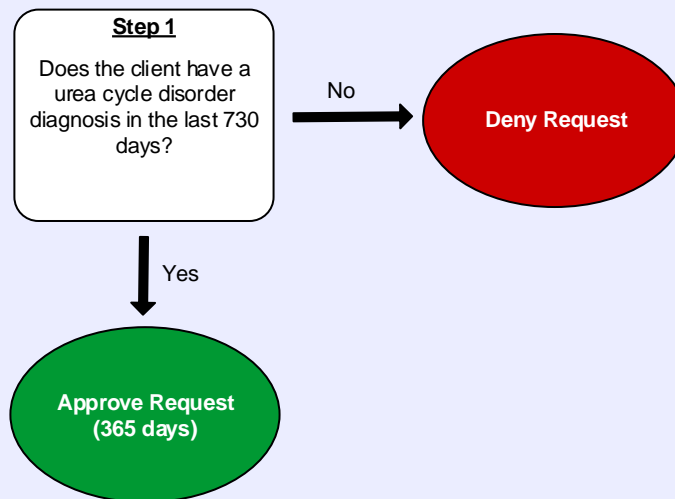 Step 1
Does the client have a
urea cycle disorder
diagnosis in the last 730
days?
No
Deny Request
Yes
Approve Request
(365 days)